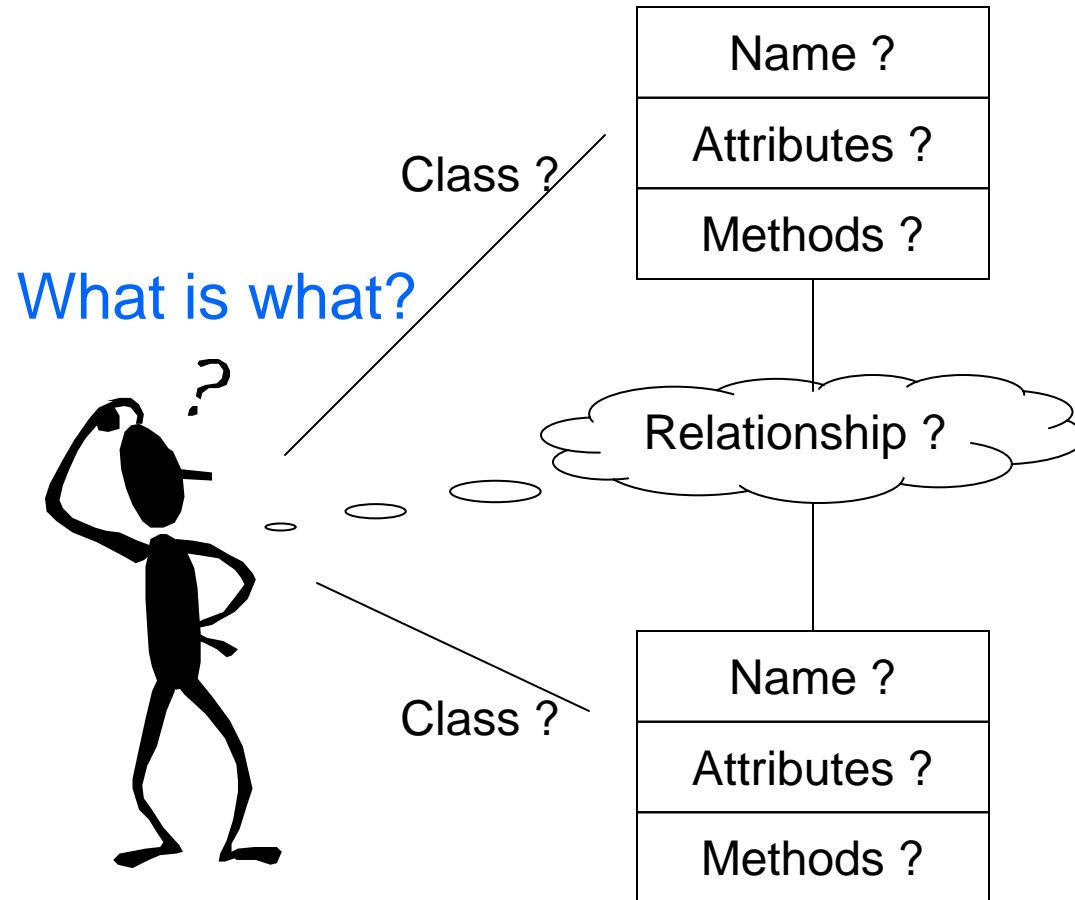 Name ?
Attributes ?
Class ?
Methods ?
What is what?
?
Relationship ?
Name ?
Class ?
Attributes ?
Methods ?